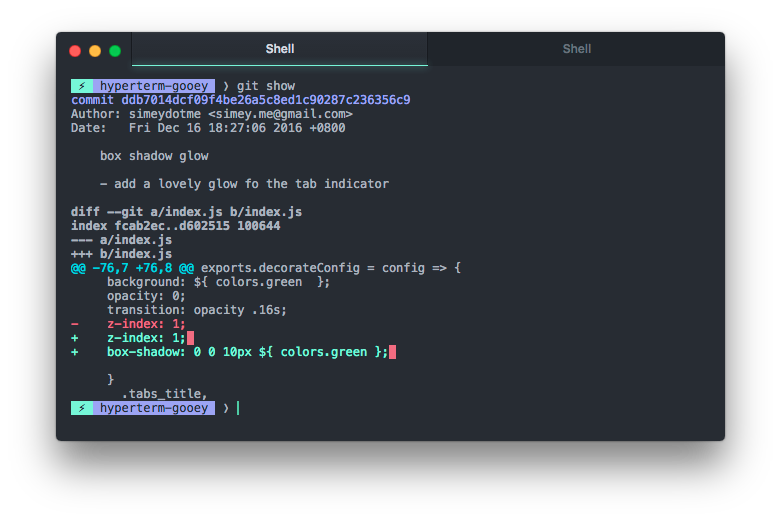 Shell Shell
⚡ hyperterm-gooey ❯ git show
commit ddb7014dcf09f4be26a5c8ed1c90287c236356c9
Author: simeydotme <simey.me@gmail.com>
Date:   Fri Dec 16 18:27:06 2016 +0800
    box shadow glow
    - add a lovely glow fo the tab indicator
diff --git a/index.js b/index.js
index fcab2ec..d602515 100644
--- a/index.js
+++ b/index.js
@@ -76,7 +76,8 @@ exports.decorateConfig = config => {
     background: ${ colors.green  };
     opacity: 0;
     transition: opacity .16s;
-    z-index: 1;
+    z-index: 1;
+    box-shadow: 0 0 10px ${ colors.green };
     }
       .tabs_title,
⚡ hyperterm-gooey ❯